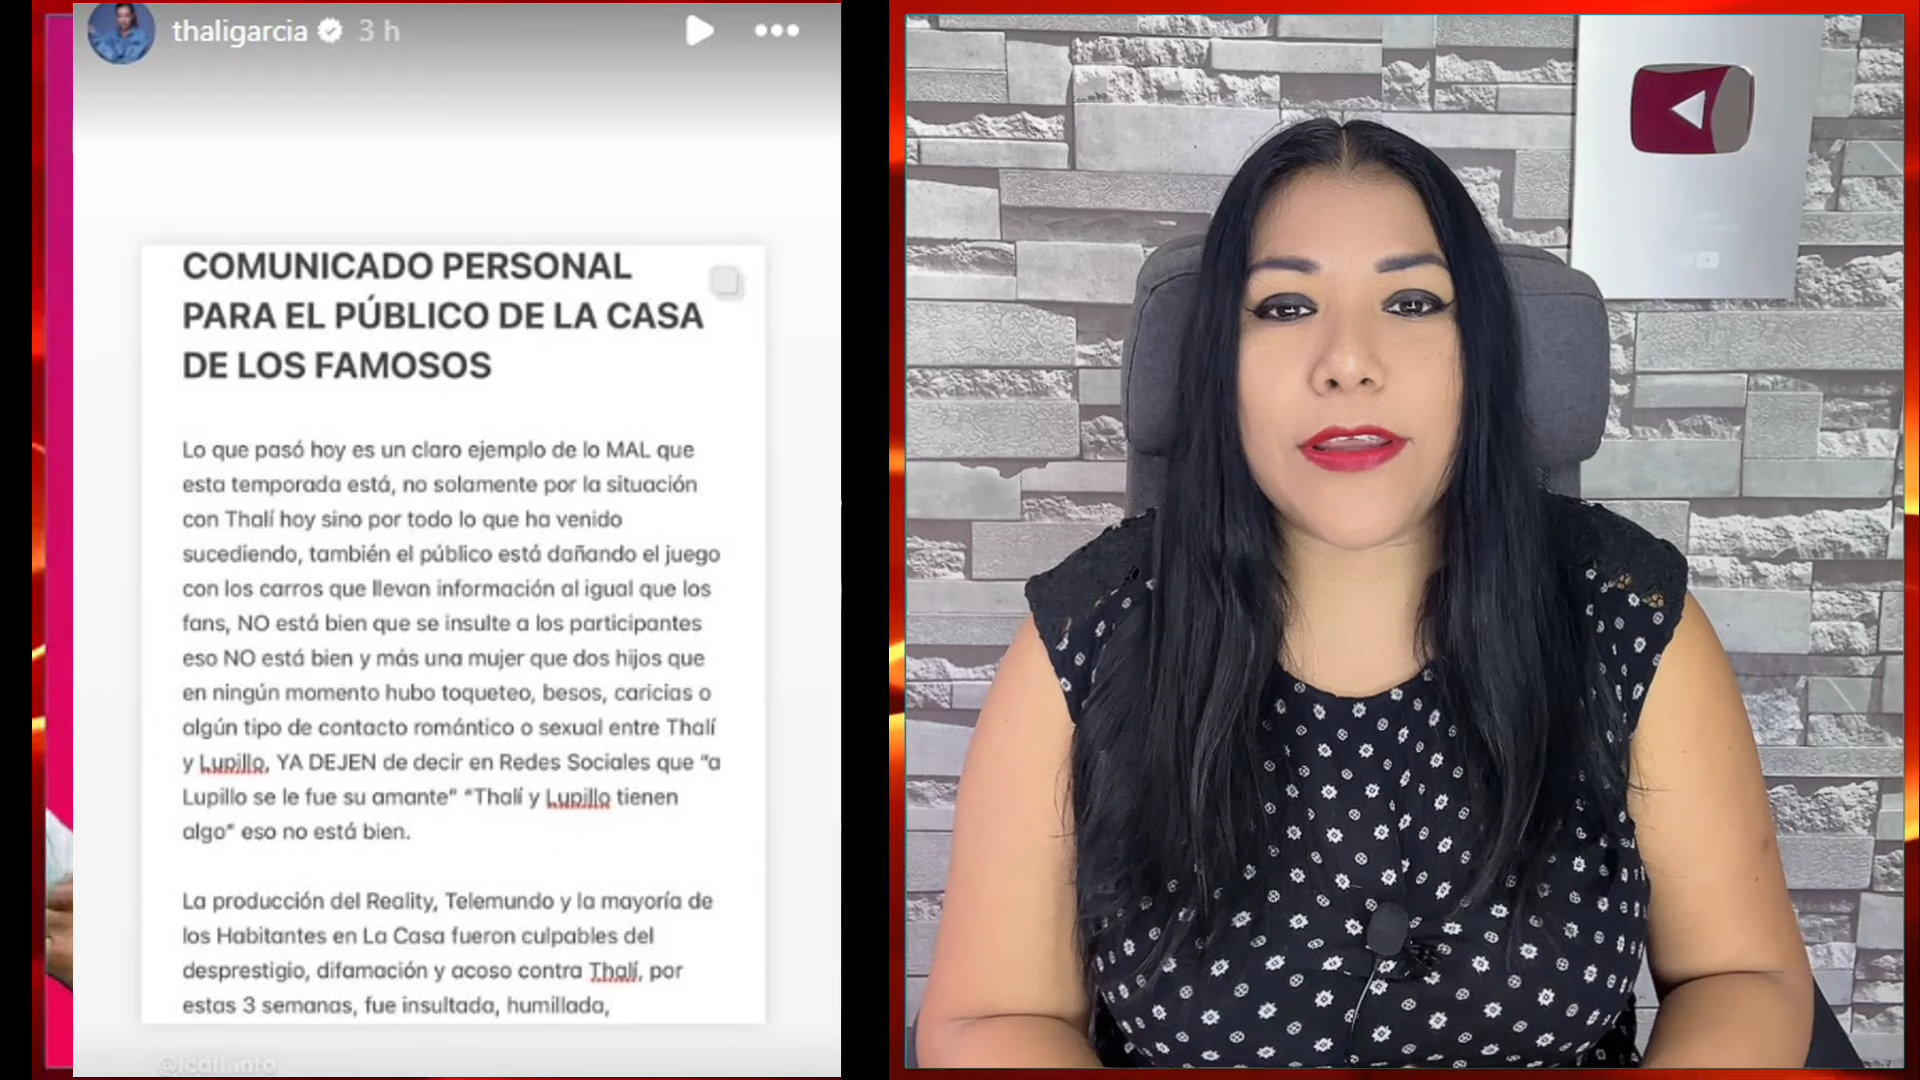 thaligarcia 3 h
COMUNICADO PERSONAL
PARA EL PÚBLICO DE LA CASA
DE LOS FAMOSOS
Lo que pasó hoy es un claro ejemplo de lo MAL que
esta temporada está, no solamente por la situación
con Thalí hoy sino por todo lo que ha venido
sucediendo, también el público está dañando el juego
con los carros que llevan información al igual que los
fans, NO está bien que se insulte a los participantes
eso NO está bien y más una mujer que dos hijos que
en ningún momento hubo toqueteo, besos, caricias o
algún tipo de contacto romántico o sexual entre Thalí
y Lupillo, YA DEJEN de decir en Redes Sociales que "a
Lupillo se le fue su amante" "Thalí y Lupillo tienen
algo" eso no está bien.
La producción del Reality, Telemundo y la mayoría de
los Habitantes en La Casa fueron culpables del
desprestigio, difamación y acoso contra Thalí, por
estas 3 semanas, fue insultada, humillada,